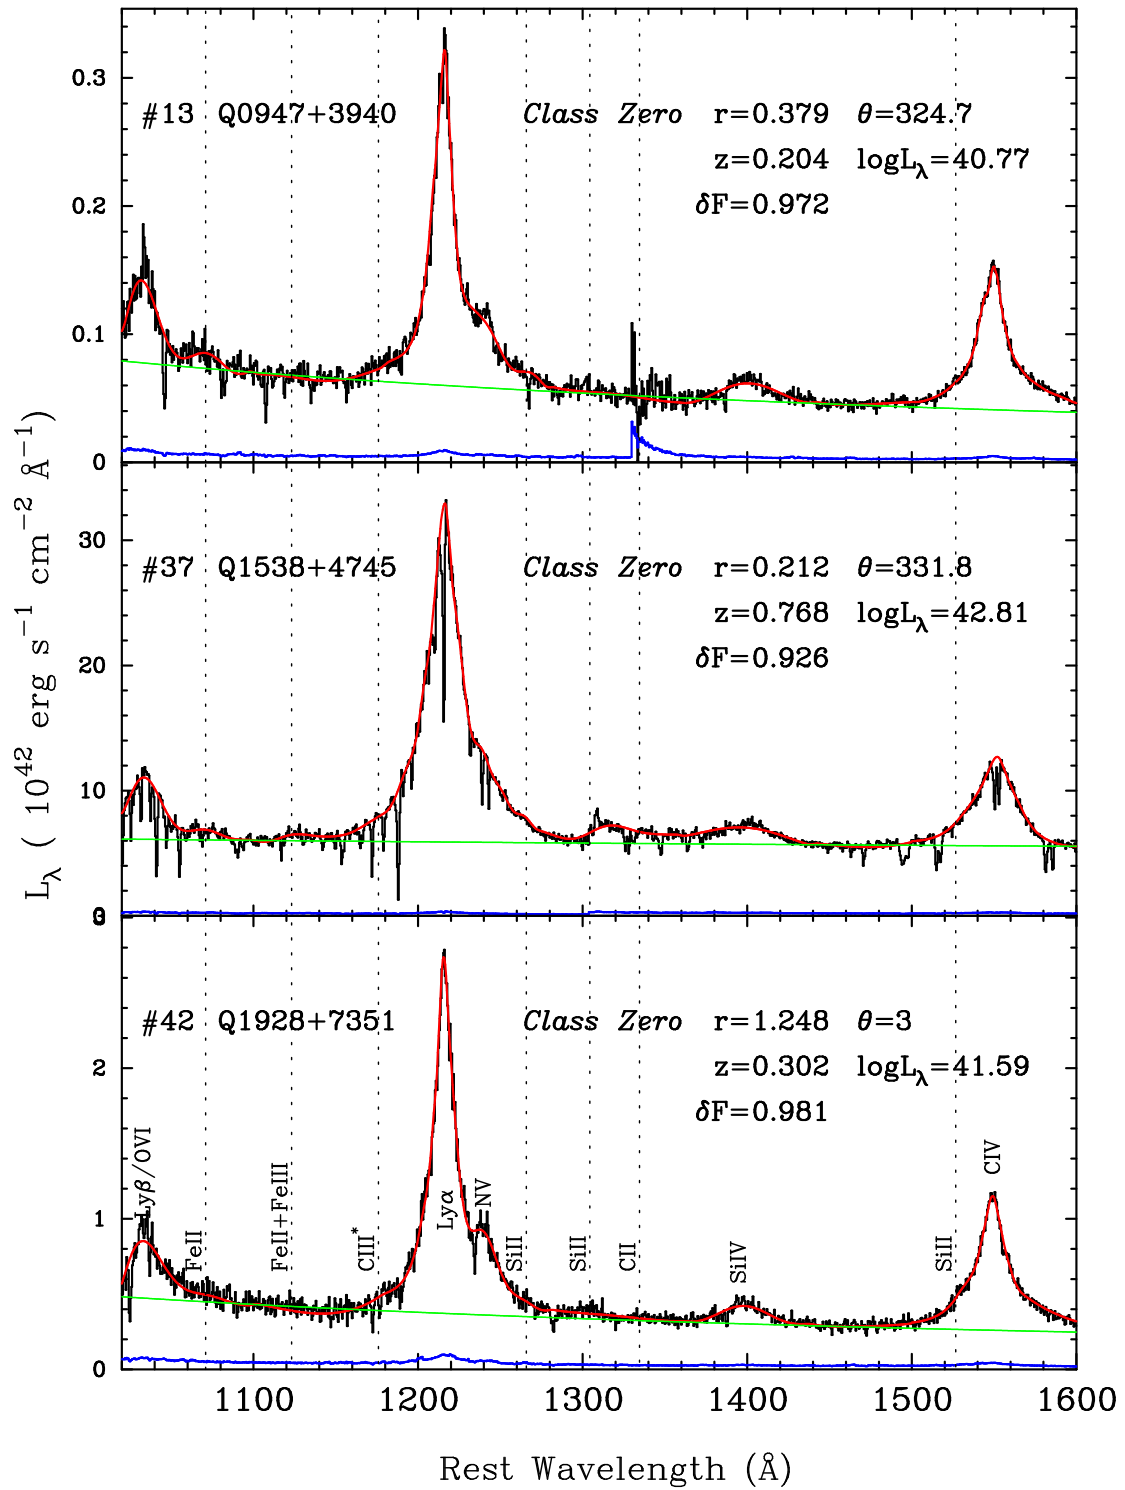 0.3
#13 Q0947+3940 Class Zero r=0.379 θ=324.7
z=0.204 logLλ=40.77
0.2
δF=0.972
0.1
0
30
#37 Q1538+4745 Class Zero r=0.212 θ=331.8
z=0.768 logLλ=42.81
20
δF=0.926
10
0
3
#42 Q1928+7351 Class Zero r=1.248 θ=3
z=0.302 logLλ=41.59
2
δF=0.981
Lyβ/OVI
FeII
FeII+FeIII
CIII*
Lyα
NV
SiII
SiII
CII
SiIV
SiII
CIV
1
0
1100 1200 1300 1400 1500 1600
Rest Wavelength (Å)
Lλ ( 10⁴² erg s⁻¹ cm⁻² Å⁻¹)